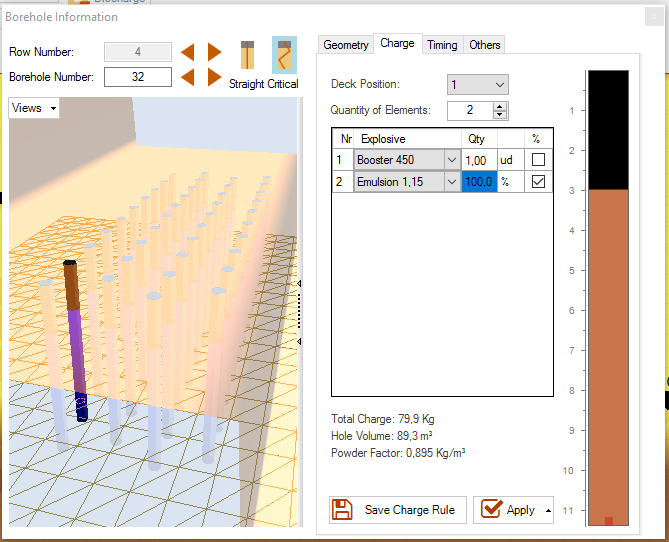 Discharge
Borehole Information
Row Number: 4
Borehole Number: 32
Straight Critical
Views
Geometry Charge Timing Others
Deck Position: 1
Quantity of Elements: 2
Nr Explosive Qty %
1 Booster 450 1,00 ud
2 Emulsion 1,15 100,0 %
Total Charge: 79,9 Kg
Hole Volume: 89,3 m³
Powder Factor: 0,895 Kg/m³
Save Charge Rule
Apply
1
2
3
4
5
6
7
8
9
10
11